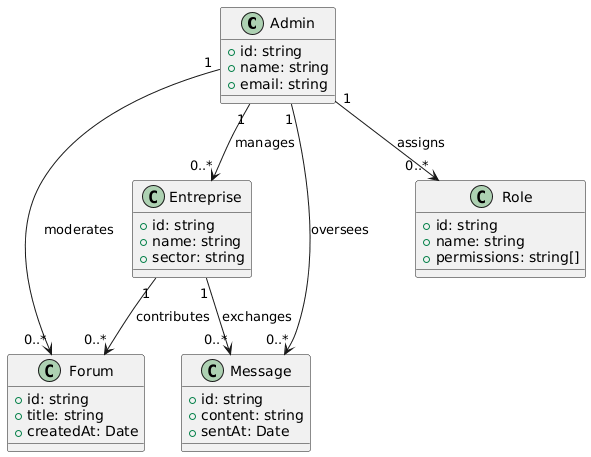 C Admin
id: string
name: string
email: string
1
1
1
1
0..*
manages
assigns
0..*
C Entreprise
id: string
name: string
sector: string
C Role
id: string
name: string
permissions: string[]
moderates
oversees
1
1
contributes
exchanges
0..*
0..*
0..*
0..*
C Forum
id: string
title: string
createdAt: Date
C Message
id: string
content: string
sentAt: Date